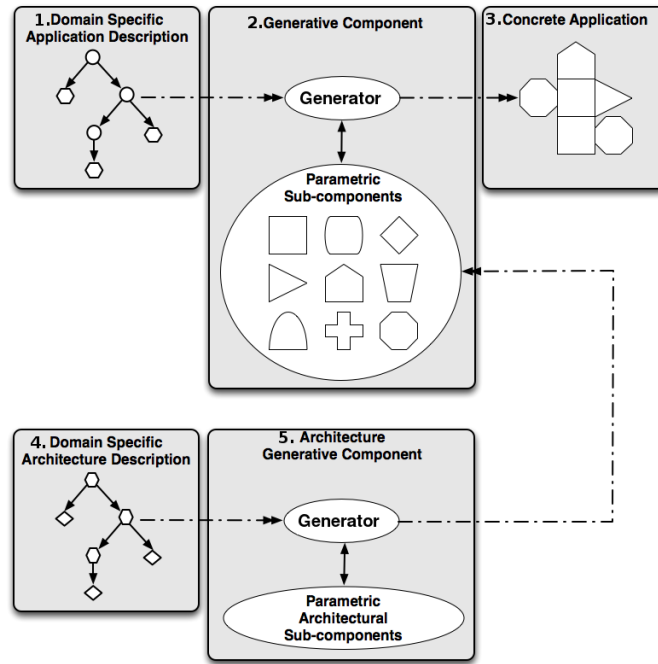 1.Domain Specific
Application Description
2.Generative Component
3.Concrete Application
Generator
Parametric
Sub-components
4. Domain Specific
Architecture Description
5. Architecture
Generative Component
Generator
Parametric
Architectural
Sub-components